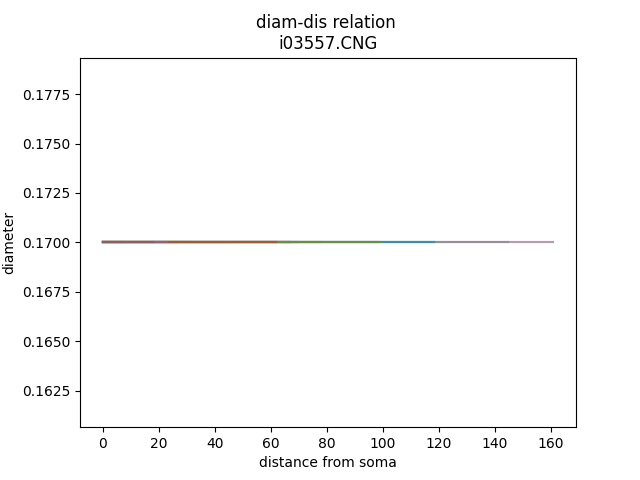 diam-dis relation
i03557.CNG
0.1775
0.1750
0.1725
0.1700
0.1675
0.1650
0.1625
diameter
0 20 40 60 80 100 120 140 160
distance from soma